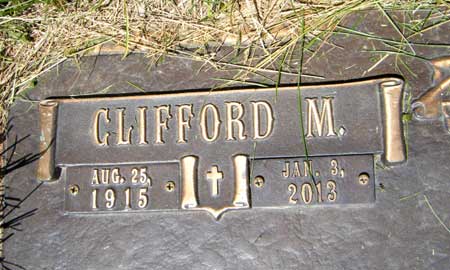 CLIFFORD M.
AUG. 25, 1915
JAN. 3, 2013